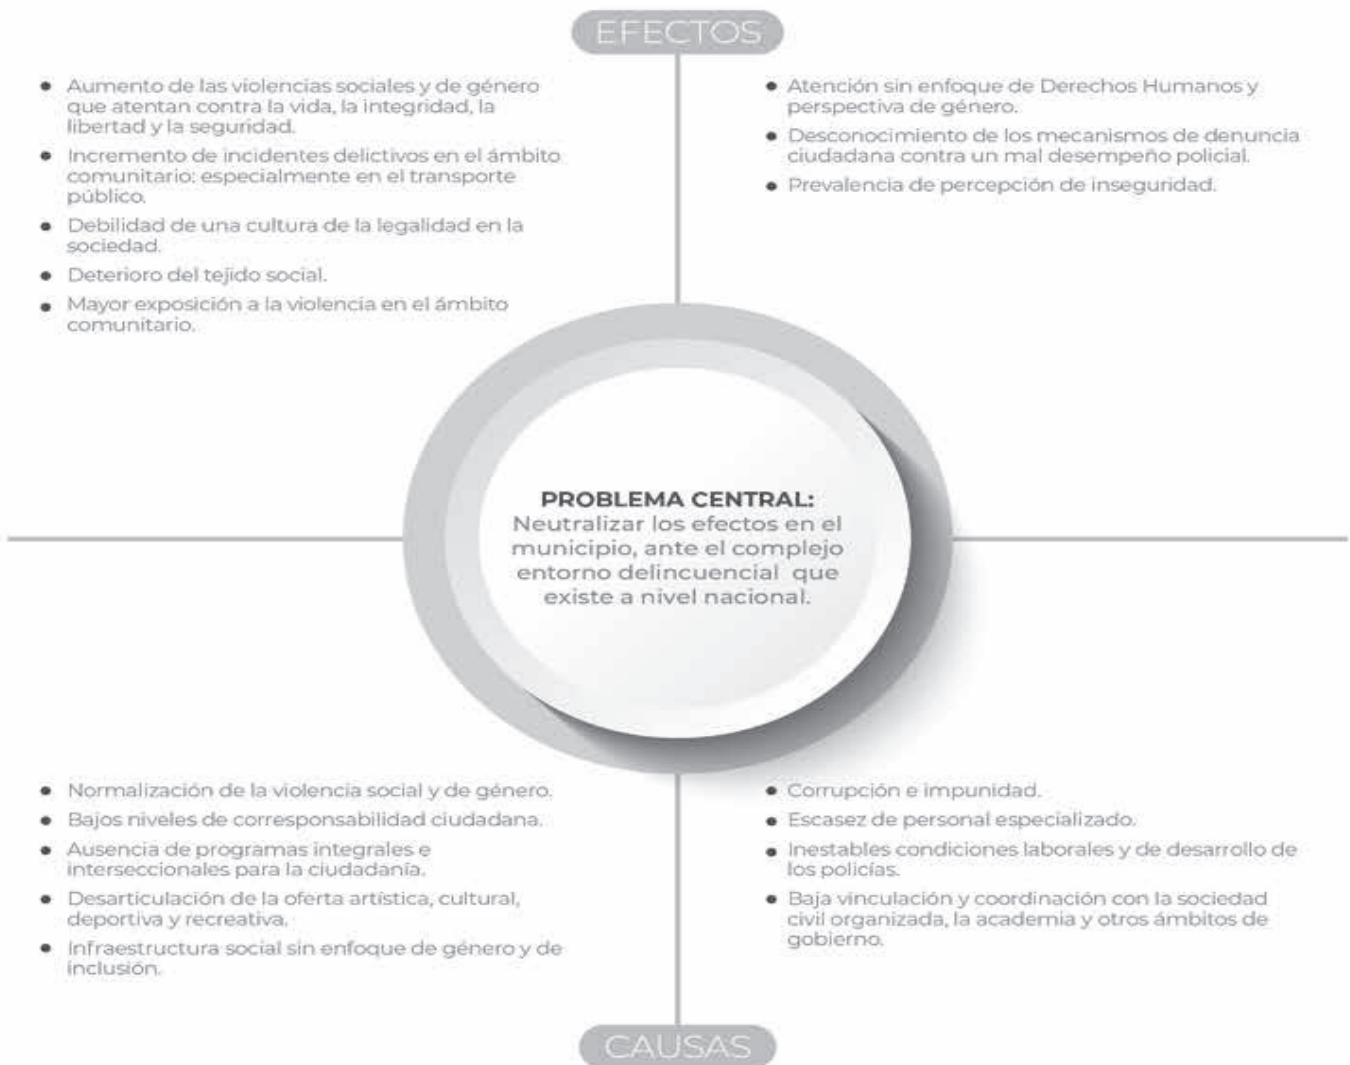 EFECTOS
Aumento de las violencias sociales y de género
que atentan contra la vida, la integridad, la
libertad y la seguridad.
Incremento de incidentes delictivos en el ámbito
comunitario: especialmente en el transporte
público.
Debilidad de una cultura de la legalidad en la
sociedad.
Deterioro del tejido social.
Mayor exposición a la violencia en el ámbito
comunitario.
Atención sin enfoque de Derechos Humanos y
perspectiva de género.
Desconocimiento de los mecanismos de denuncia
ciudadana contra un mal desempeño policial.
Prevalencia de percepción de inseguridad.
PROBLEMA CENTRAL:
Neutralizar los efectos en el
municipio, ante el complejo
entorno delincuencial que
existe a nivel nacional.
Normalización de la violencia social y de género.
Bajos niveles de corresponsabilidad ciudadana.
Ausencia de programas integrales e
interseccionales para la ciudadanía.
Desarticulación de la oferta artística, cultural,
deportiva y recreativa.
Infraestructura social sin enfoque de género y de
inclusión.
Corrupción e impunidad.
Escasez de personal especializado.
Inestables condiciones laborales y de desarrollo de
los policías.
Baja vinculación y coordinación con la sociedad
civil organizada, la academia y otros ámbitos de
gobierno.
CAUSAS